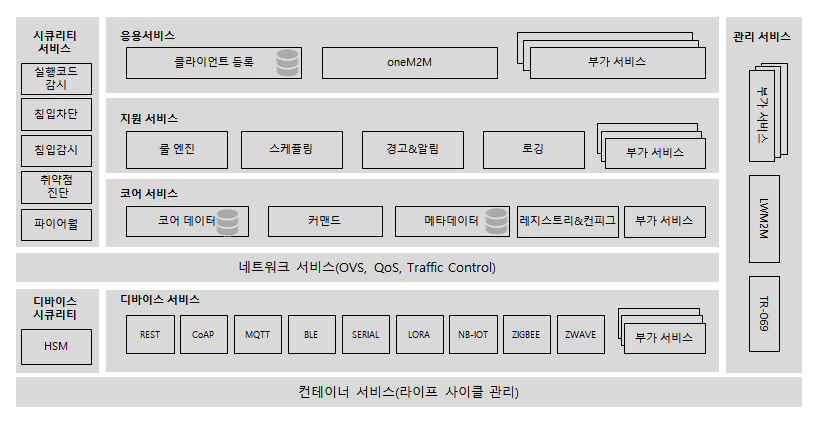 시큐리티
서비스
실행코드
감시
침입차단
침입감시
취약점
진단
파이어월
응용서비스
클라이언트 등록
oneM2M
부가 서비스
지원 서비스
룰 엔진
스케쥴링
경고&알림
로깅
부가 서비스
코어 서비스
코어 데이터
커맨드
메타데이터
레지스트리&컨피그
부가 서비스
관리 서비스
부가 서비스
LWM2M
TR-069
네트워크 서비스(OVS, QoS, Traffic Control)
디바이스
시큐리티
HSM
디바이스 서비스
REST
CoAP
MQTT
BLE
SERIAL
LORA
NB-IOT
ZIGBEE
ZWAVE
부가 서비스
컨테이너 서비스(라이프 사이클 관리)